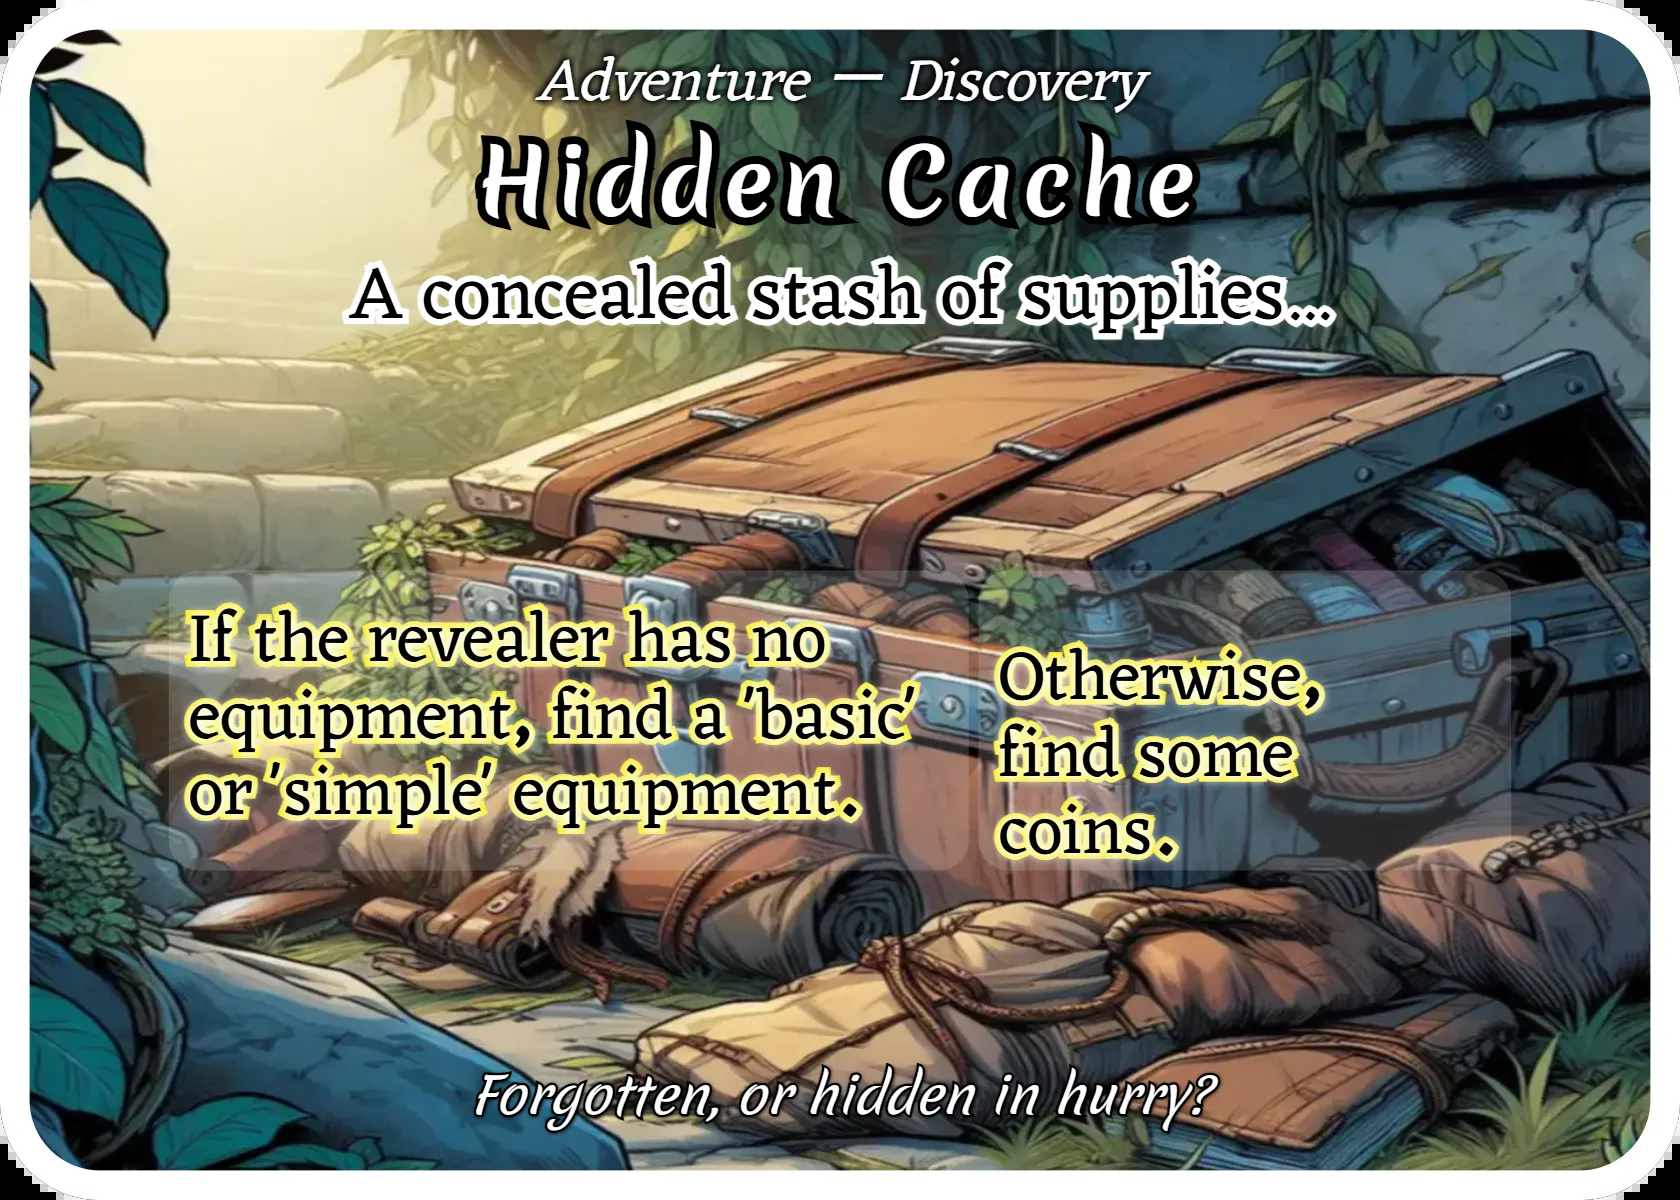 Adventure — Discovery
Hidden Cache
A concealed stash of supplies...
If the revealer has no
equipment, find a 'basic'
or 'simple' equipment.
Otherwise,
find some
coins.
Forgotten, or hidden in hurry?